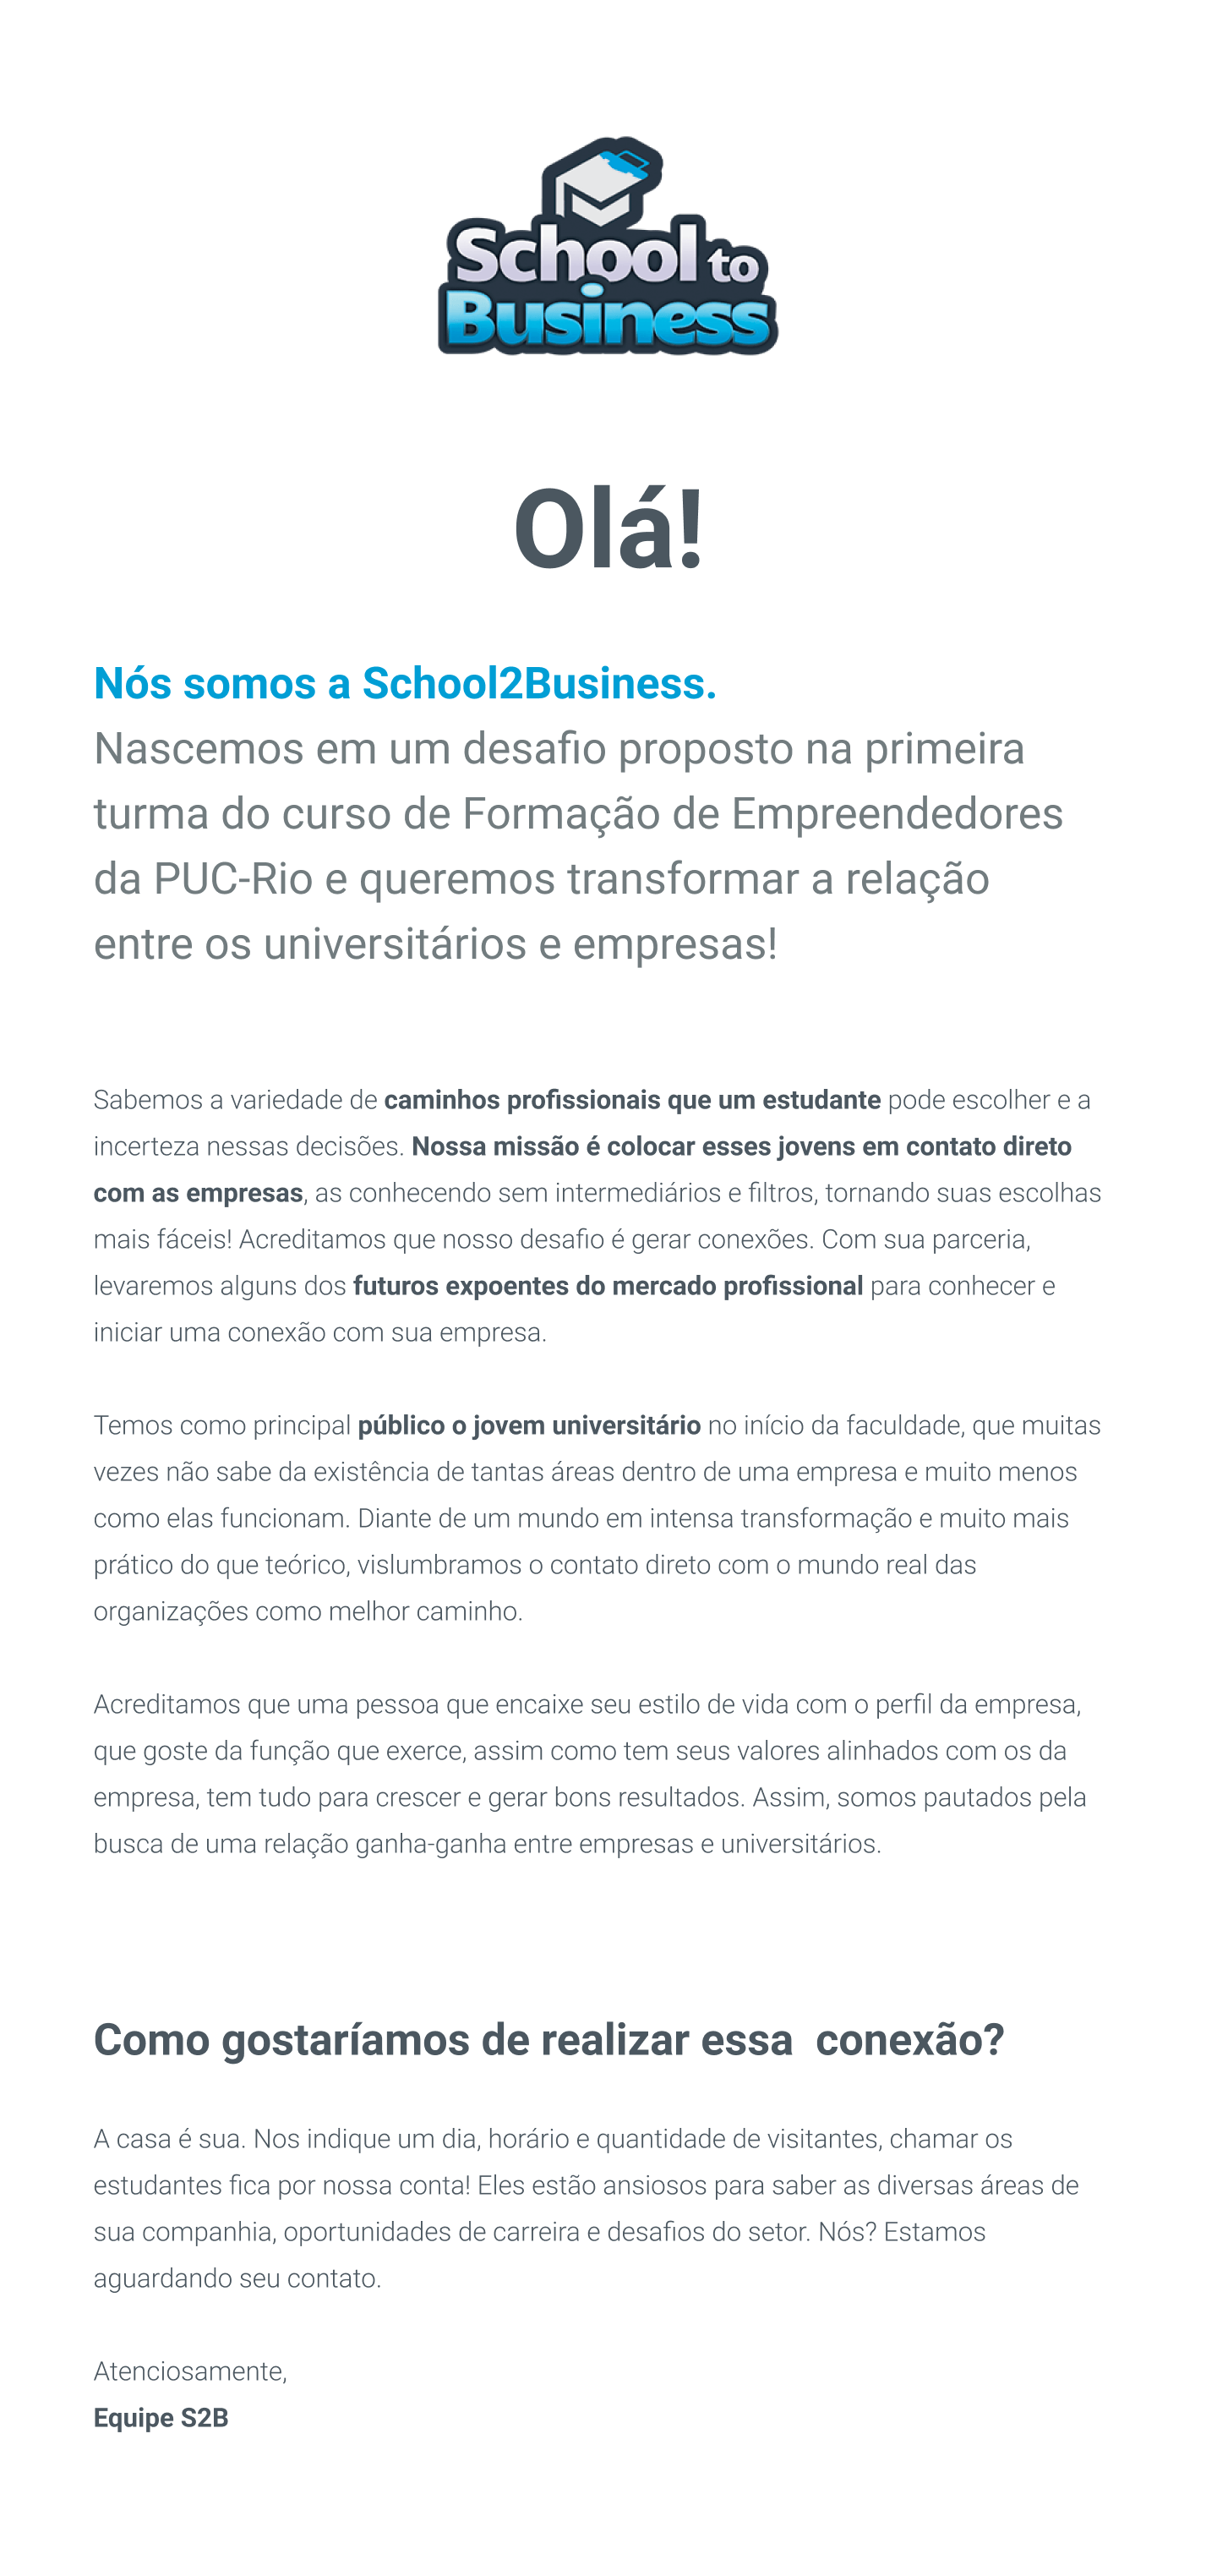 School to
Business
Olá!
Nós somos a School2Business.
Nascemos em um desafio proposto na primeira
turma do curso de Formação de Empreendedores
da PUC-Rio e queremos transformar a relação
entre os universitários e empresas!
Sabemos a variedade de caminhos profissionais que um estudante pode escolher e a
incerteza nessas decisões. Nossa missão é colocar esses jovens em contato direto
com as empresas, as conhecendo sem intermediários e filtros, tornando suas escolhas
mais fáceis! Acreditamos que nosso desafio é gerar conexões. Com sua parceria,
levaremos alguns dos futuros expoentes do mercado profissional para conhecer e
iniciar uma conexão com sua empresa.
Temos como principal público o jovem universitário no início da faculdade, que muitas
vezes não sabe da existência de tantas áreas dentro de uma empresa e muito menos
como elas funcionam. Diante de um mundo em intensa transformação e muito mais
prático do que teórico, vislumbramos o contato direto com o mundo real das
organizações como melhor caminho.
Acreditamos que uma pessoa que encaixe seu estilo de vida com o perfil da empresa,
que goste da função que exerce, assim como tem seus valores alinhados com os da
empresa, tem tudo para crescer e gerar bons resultados. Assim, somos pautados pela
busca de uma relação ganha-ganha entre empresas e universitários.
Como gostaríamos de realizar essa  conexão?
A casa é sua. Nos indique um dia, horário e quantidade de visitantes, chamar os
estudantes fica por nossa conta! Eles estão ansiosos para saber as diversas áreas de
sua companhia, oportunidades de carreira e desafios do setor. Nós? Estamos
aguardando seu contato.
Atenciosamente,
Equipe S2B